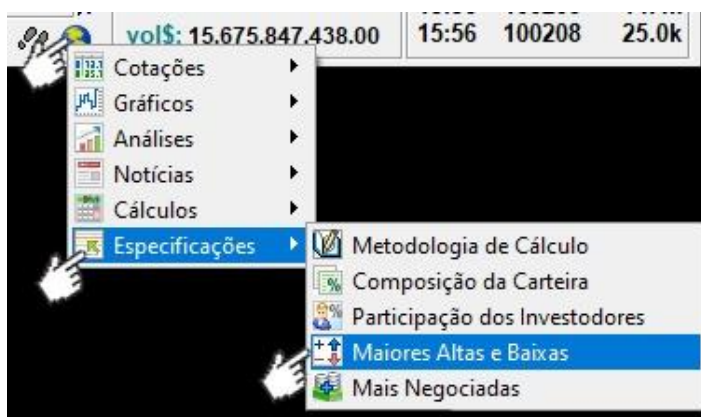 vol$: 15.675.847.438.00
15:56 100208 25.0k
Cotações
Gráficos
Análises
Notícias
Cálculos
Especificações
Metodologia de Cálculo
Composição da Carteira
Participação dos Investodores
Maiores Altas e Baixas
Mais Negociadas